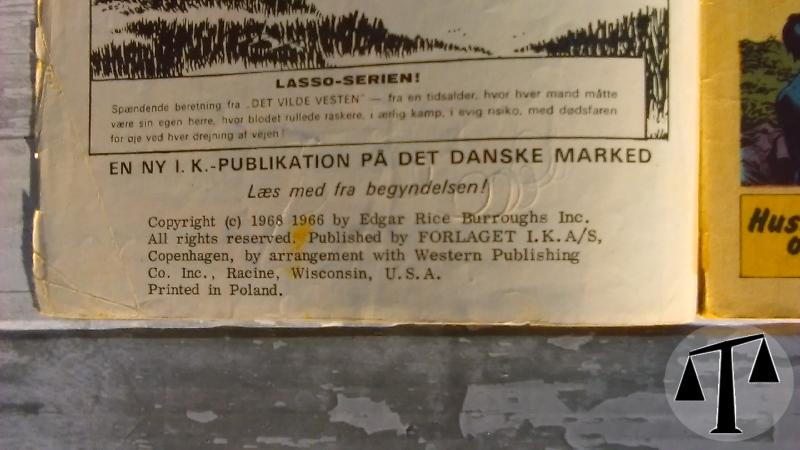 LASSO-SERIEN!
Spændende beretning fra „DET VILDE VESTEN" — fra en tidsalder, hvor hver mand måtte
være sin egen herre, hvor blodet rullede raskere, i ærlig kamp, i evig risiko, med dødsfaren
for øje ved hver drejning af vejen!
EN NY I. K.-PUBLIKATION PÅ DET DANSKE MARKED
Læs med fra begyndelsen!
Copyright (c) 1968 1966 by Edgar Rice Burroughs Inc.
All rights reserved. Published by FORLAGET I.K. A/S,
Copenhagen, by arrangement with Western Publishing
Co. Inc., Racine, Wisconsin, U.S.A.
Printed in Poland.
Hus